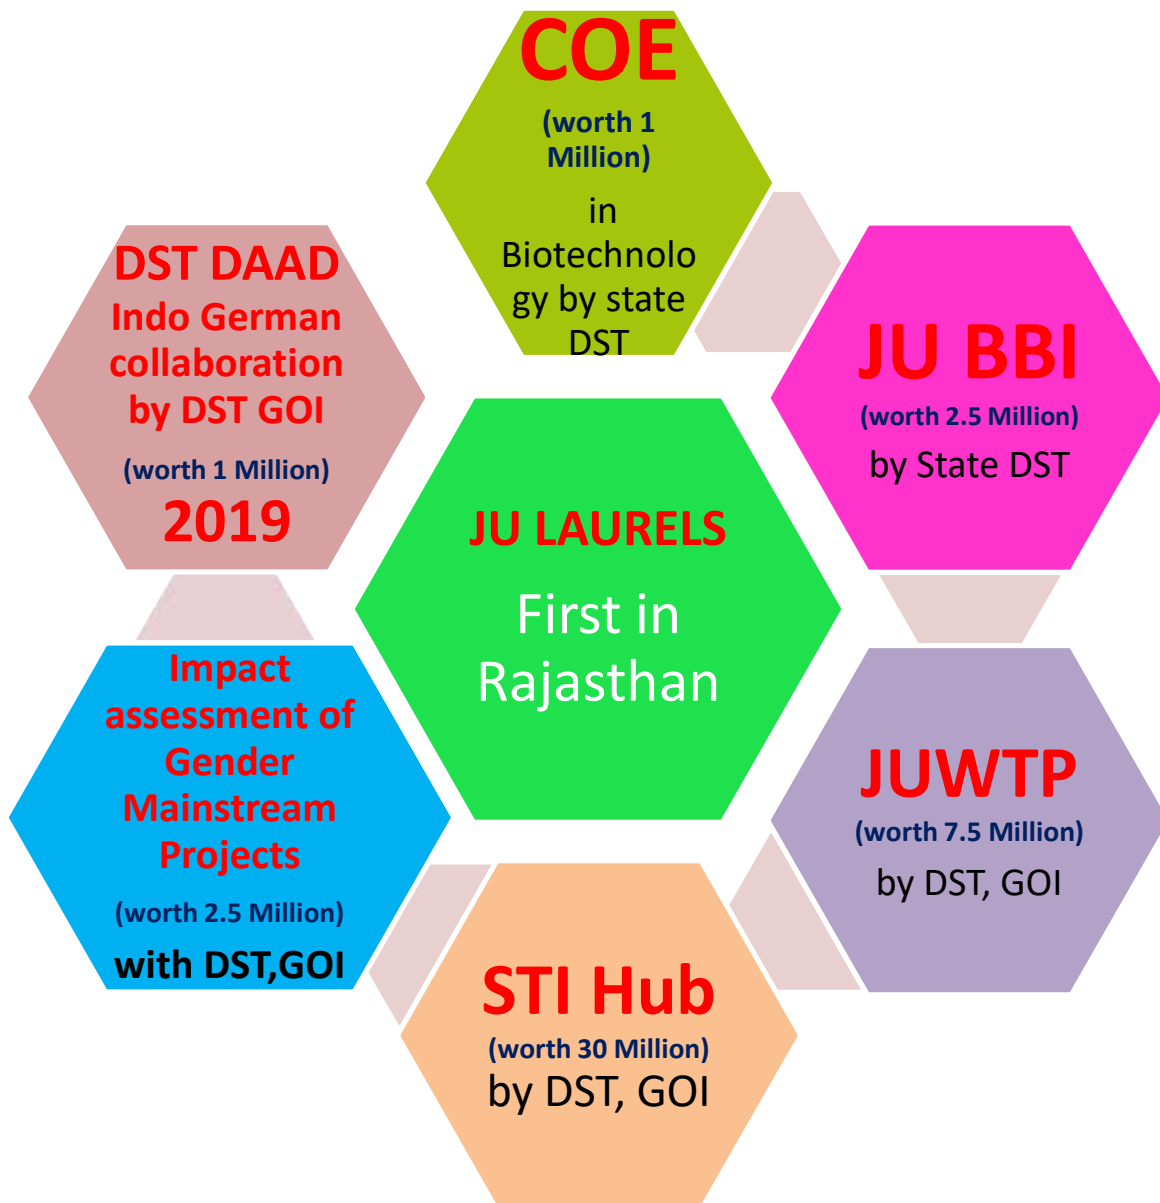 COE
(worth 1
Million)
in
Biotechnolo
gy by state
DST
JU BBI
(worth 2.5 Million)
by State DST
JUWTP
(worth 7.5 Million)
by DST, GOI
STI Hub
(worth 30 Million)
by DST, GOI
Impact
assessment of
Gender
Mainstream
Projects
(worth 2.5 Million)
with DST,GOI
DST DAAD
Indo German
collaboration
by DST GOI
(worth 1 Million)
2019
JU LAURELS
First in
Rajasthan